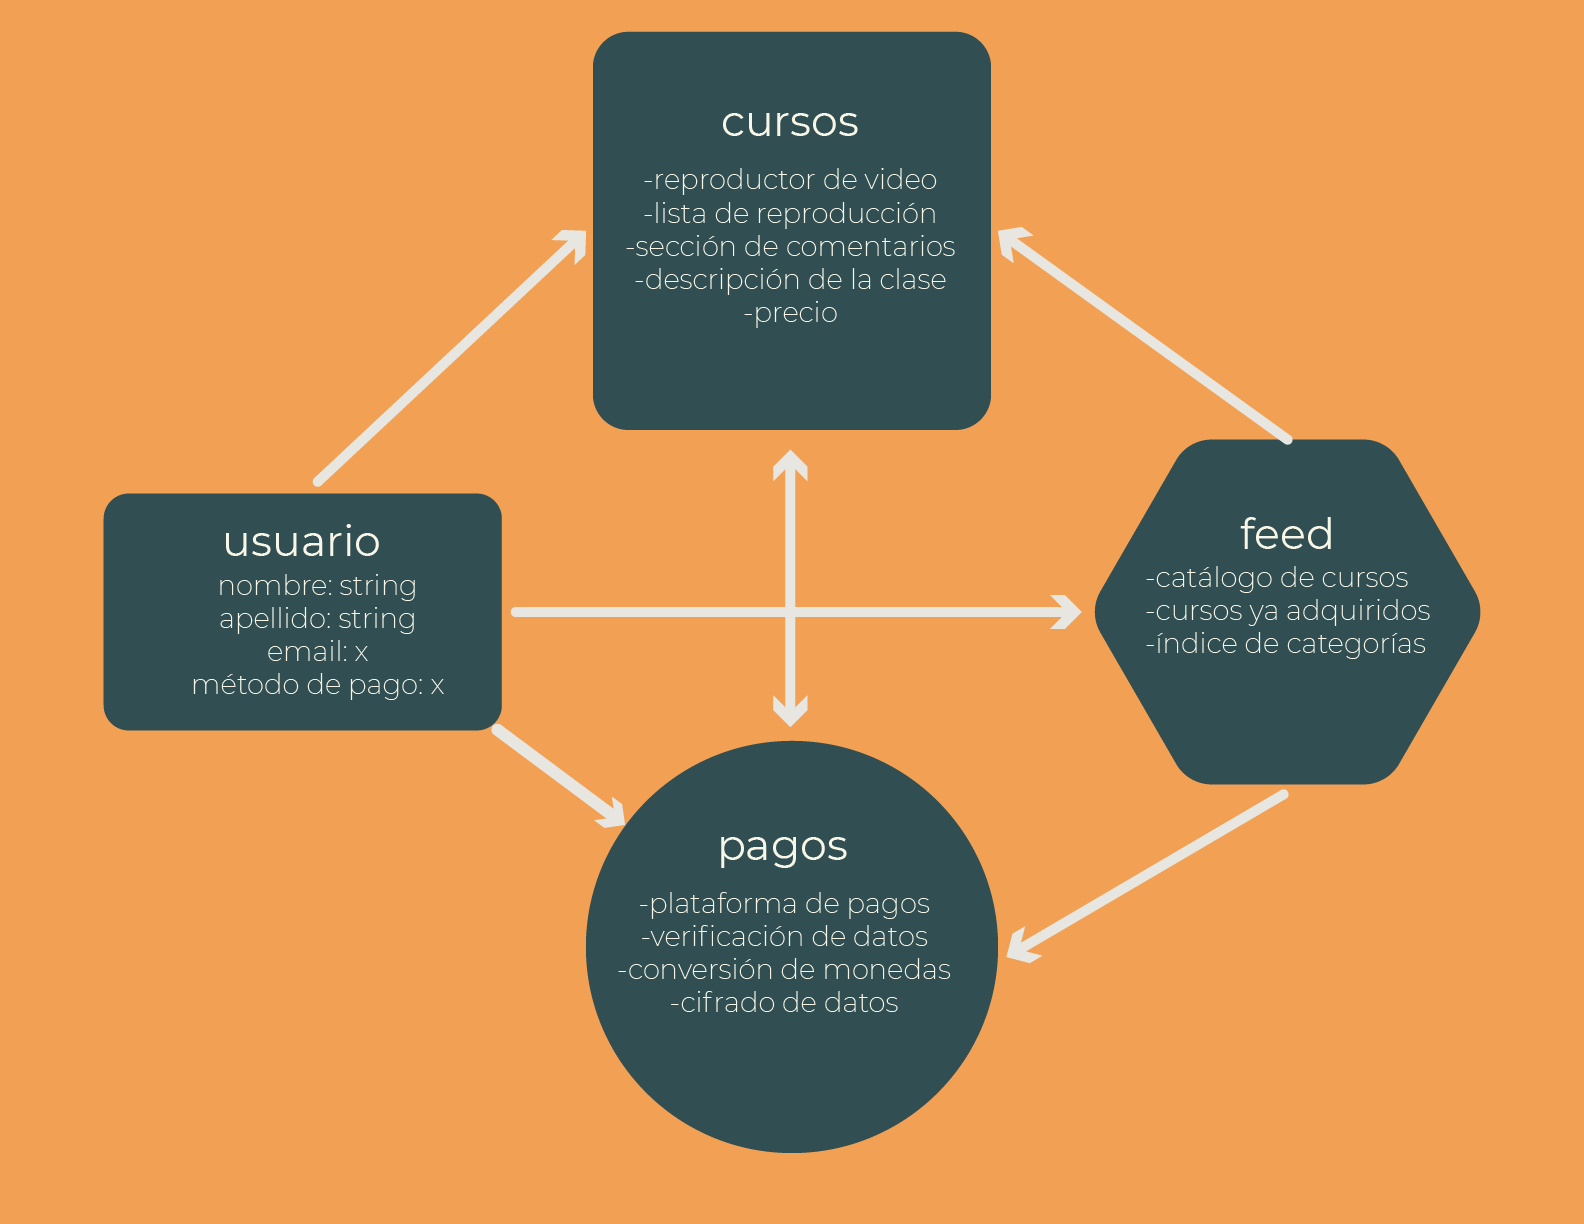 cursos
-reproductor de video
-lista de reproducción
-sección de comentarios
-descripción de la clase
-precio
usuario
nombre: string
apellido: string
email: x
método de pago: x
feed
-catálogo de cursos
-cursos ya adquiridos
-índice de categorías
pagos
-plataforma de pagos
-verificación de datos
-conversión de monedas
-cifrado de datos